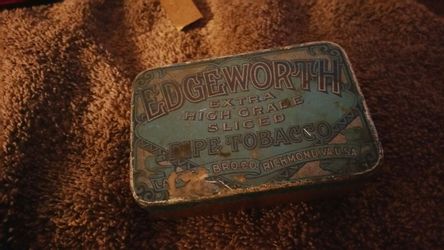 EDGEWORTH
EXTRA
HIGH GRADE
SLICED
PIPE TOBACCO
BRO CO. RICHMOND, VA. U.S.A.